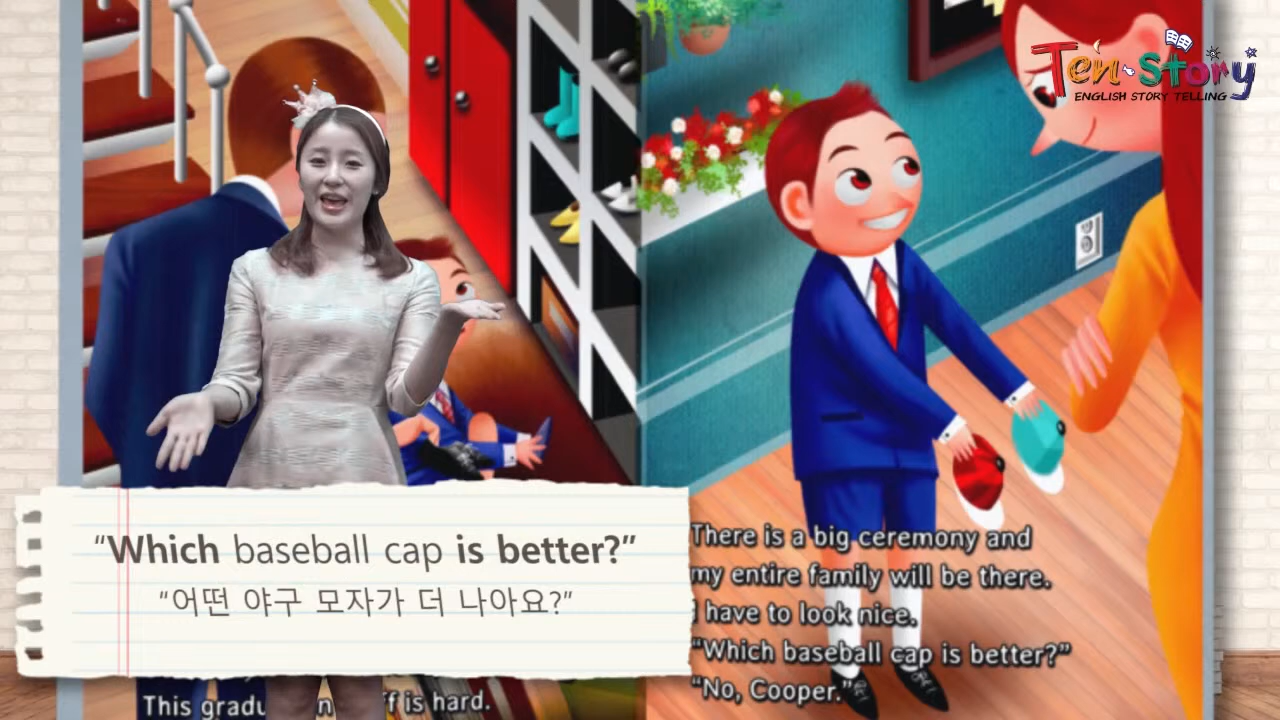 Ten Story
ENGLISH STORY TELLING
"Which baseball cap is better?"
"어떤 야구 모자가 더 나아요?"
This is hard.
There is a big ceremony and
my entire family will be there.
I have to look nice.
"Which baseball cap is better?"
"No, Cooper."